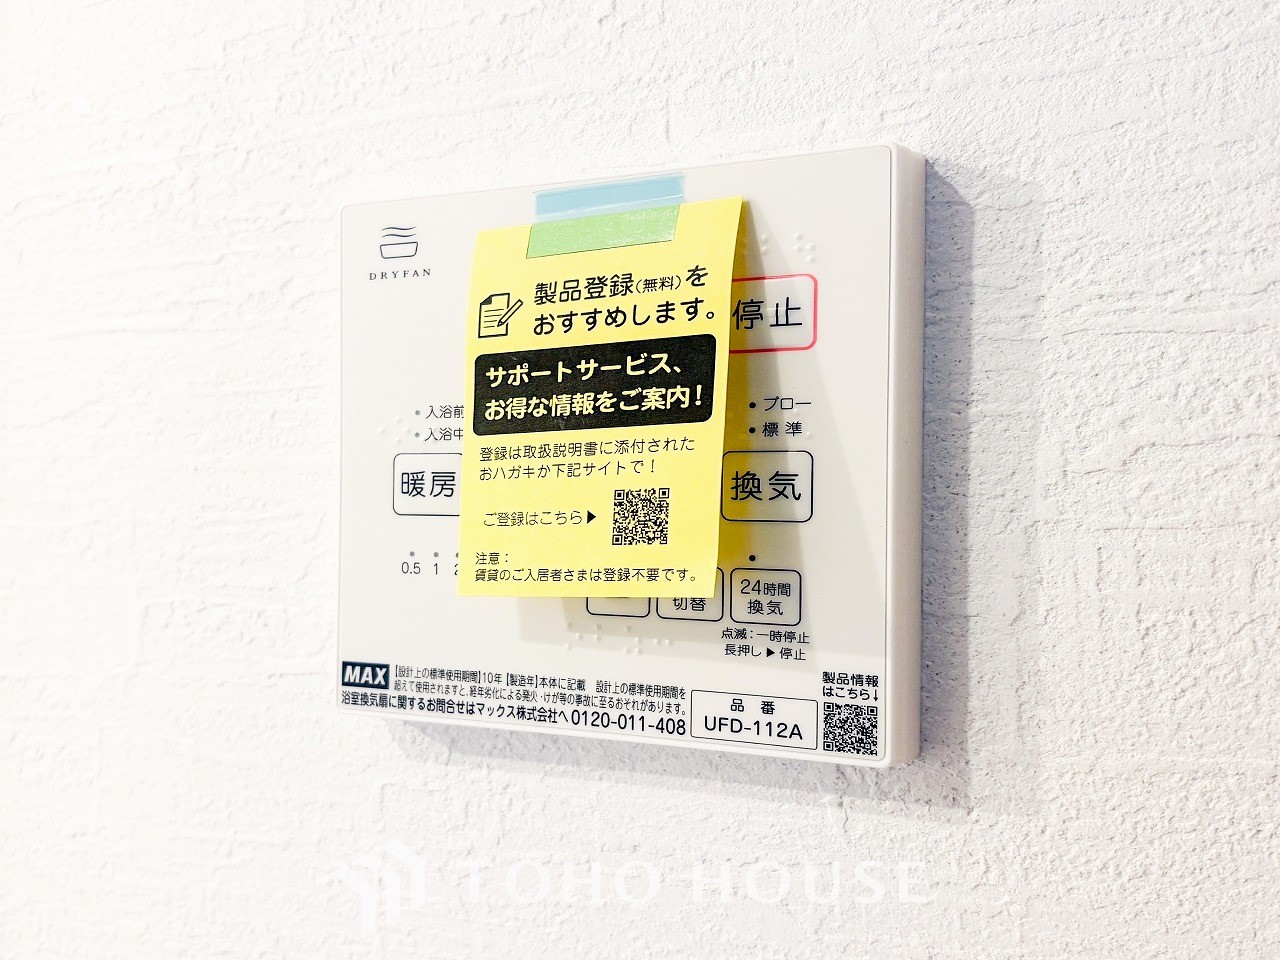 DRYFAN
製品登録(無料)を
おすすめします。
サポートサービス、
お得な情報をご案内!
登録は取扱説明書に添付された
おハガキか下記サイトで!
ご登録はこちら▶
注意:
賃貸のご入居者さまは登録不要です。
停止
入浴前
入浴中
暖房
0.5 1
ブロー
標準
換気
切替
24時間
換気
点滅:一時停止
長押し▶停止
MAX
【設計上の標準使用期間】10年【製造年】本体に記載 設計上の標準使用期間を
超えて使用されますと、経年劣化による発火・けが等の事故に至るおそれがあります。
浴室換気扇に関するお問合せはマックス株式会社へ 0120-011-408
品番
UFD-112A
製品情報
はこちら↓
TOHO HOUSE